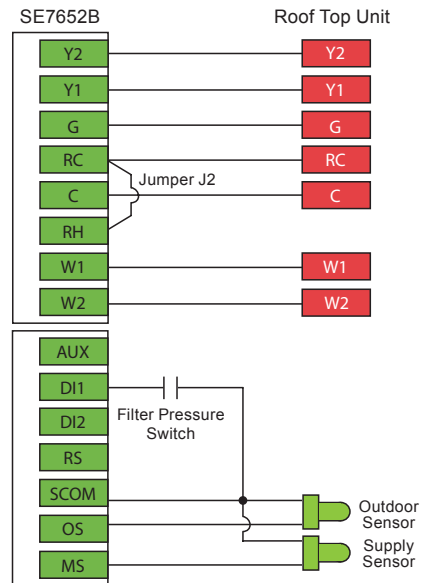 SE7652B
Roof Top Unit
Y2
Y2
Y1
Y1
G
G
RC
RC
Jumper J2
C
C
RH
W1
W1
W2
W2
AUX
DI1
DI2
Filter Pressure
Switch
RS
SCOM
OS
Outdoor
Sensor
MS
Supply
Sensor